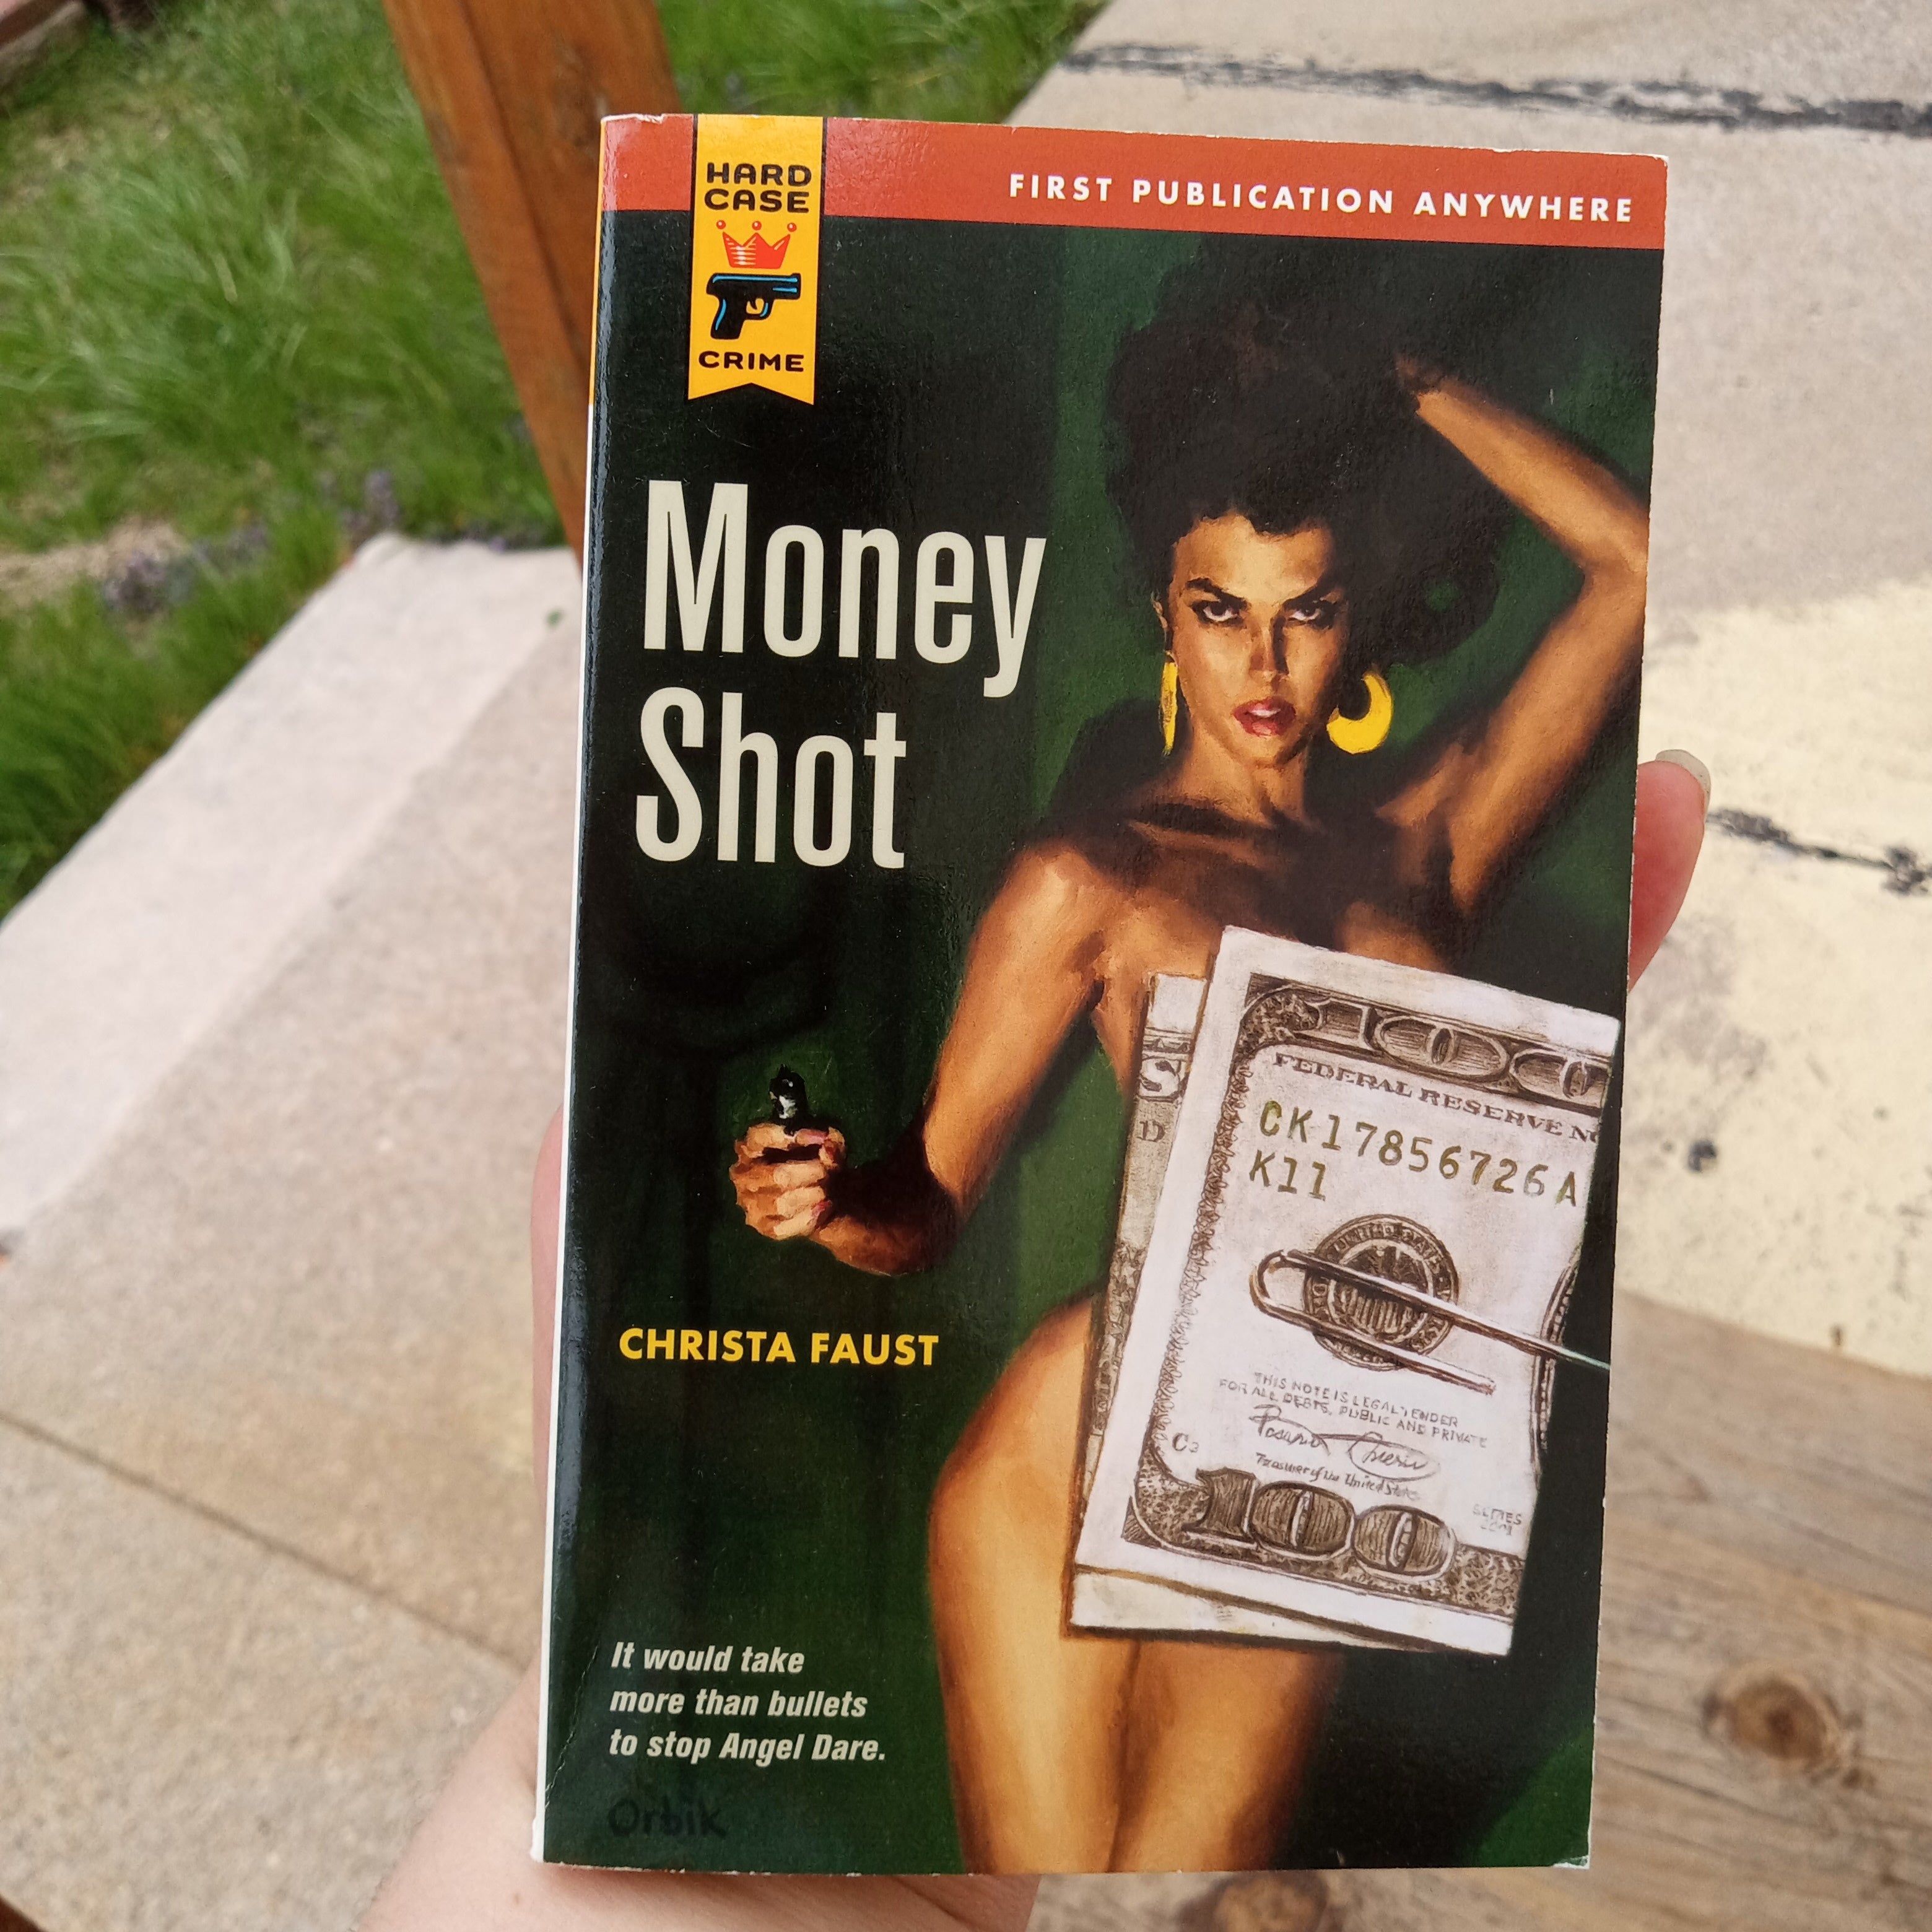 HARD
CASE
CRIME
FIRST PUBLICATION ANYWHERE
Money
Shot
100
FEDERAL RESERVE
CK17856726A
K11
CHRISTA FAUST
THIS NOTE IS LEGAL TENDER
FOR ALL DEBTS, PUBLIC AND PRIVATE
Treasurer of the United States
100
It would take
more than bullets
to stop Angel Dare.
Orbik